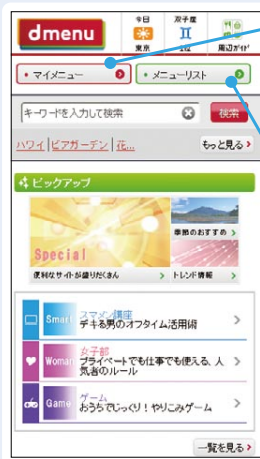 dmenu
今日
東京
双子座
2位
周辺ガイド
マイメニュー
メニューリスト
キーワードを入力して検索
検索
ハワイ|ビアガーデン|花...
もっと見る
ピックアップ
Special
便利なサイトが盛りだくさん
季節のおすすめ
トレンド情報
Smart
スマメン講座
デキる男のオフタイム活用術
Woman
女子部
プライベートでも仕事でも使える、人
気者のルール
Game
ゲーム
おうちでじっくり！やりこみゲーム
一覧を見る